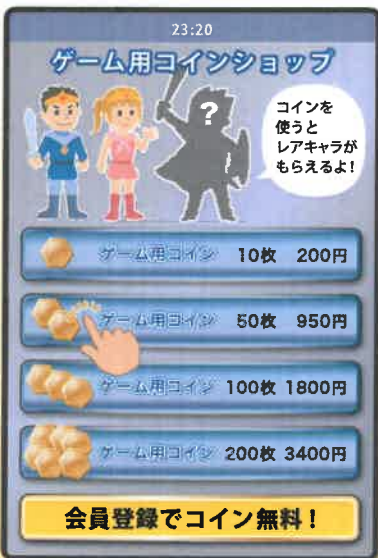 23:20
ゲーム用コインショップ
?
コインを
使うと
レアキャラが
もらえるよ!
ゲーム用コイン 10枚 200円
ゲーム用コイン 50枚 950円
ゲーム用コイン 100枚 1800円
ゲーム用コイン 200枚 3400円
会員登録でコイン無料!